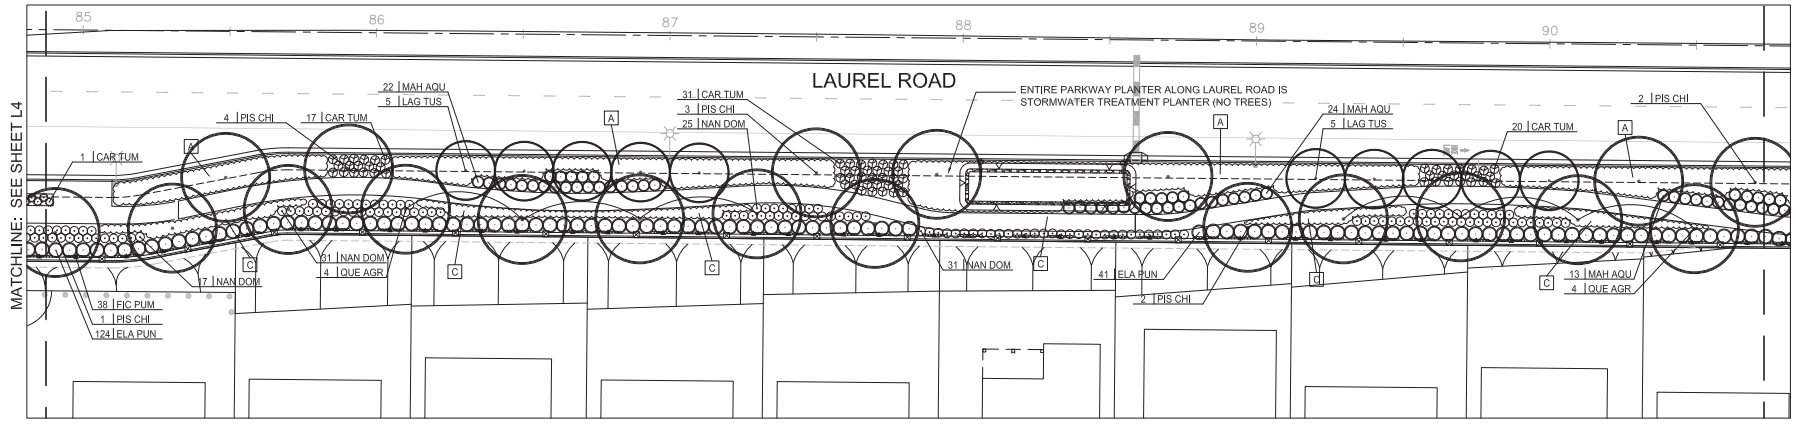 85
86
87
88
89
90
LAUREL ROAD
MATCHLINE: SEE SHEET L4
22 MAH AQU
5 LAG TUS
4 PIS CHI
17 CAR TUM
A
A
31 CAR TUM
3 PIS CHI
25 NAN DOM
ENTIRE PARKWAY PLANTER ALONG LAUREL ROAD IS
STORMWATER TREATMENT PLANTER (NO TREES)
A
24 MAH AQU
5 LAG TUS
20 CAR TUM
A
2 PIS CHI
1 CAR TUM
17 NAN DOM
C
31 NAN DOM
4 QUE AGR
C
C
31 NAN DOM
C
41 ELA PUN
2 PIS CHI
C
C
13 MAH AQU
4 QUE AGR
38 FIC PUM
1 PIS CHI
124 ELA PUN